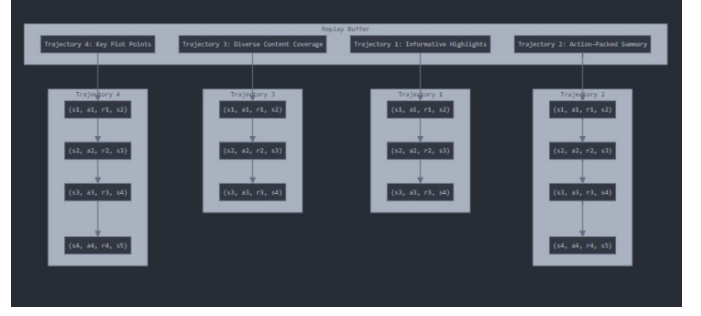 Replay Buffer
Trajectory 4: Key Plot Points
Trajectory 3: Diverse Content Coverage
Trajectory 1: Informative Highlights
Trajectory 2: Action-Packed Summary
Trajectory 4
(s1, a1, r1, s2)
(s2, a2, r2, s3)
(s3, a3, r3, s4)
(s4, a4, r4, s5)
Trajectory 3
(s1, a1, r1, s2)
(s2, a2, r2, s3)
(s3, a3, r3, s4)
Trajectory 1
(s1, a1, r1, s2)
(s2, a2, r2, s3)
(s3, a3, r3, s4)
Trajectory 2
(s1, a1, r1, s2)
(s2, a2, r2, s3)
(s3, a3, r3, s4)
(s4, a4, r4, s5)